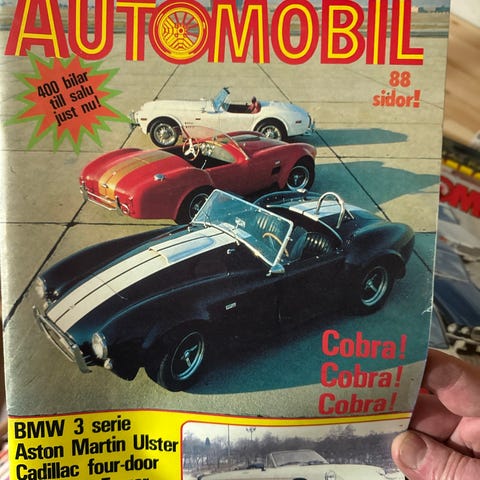 AUTOMOBIL
400 bilar
till salu
just nu!
88
sidor!
Cobra!
Cobra!
Cobra!
BMW 3 serie
Aston Martin Ulster
Cadillac four-door